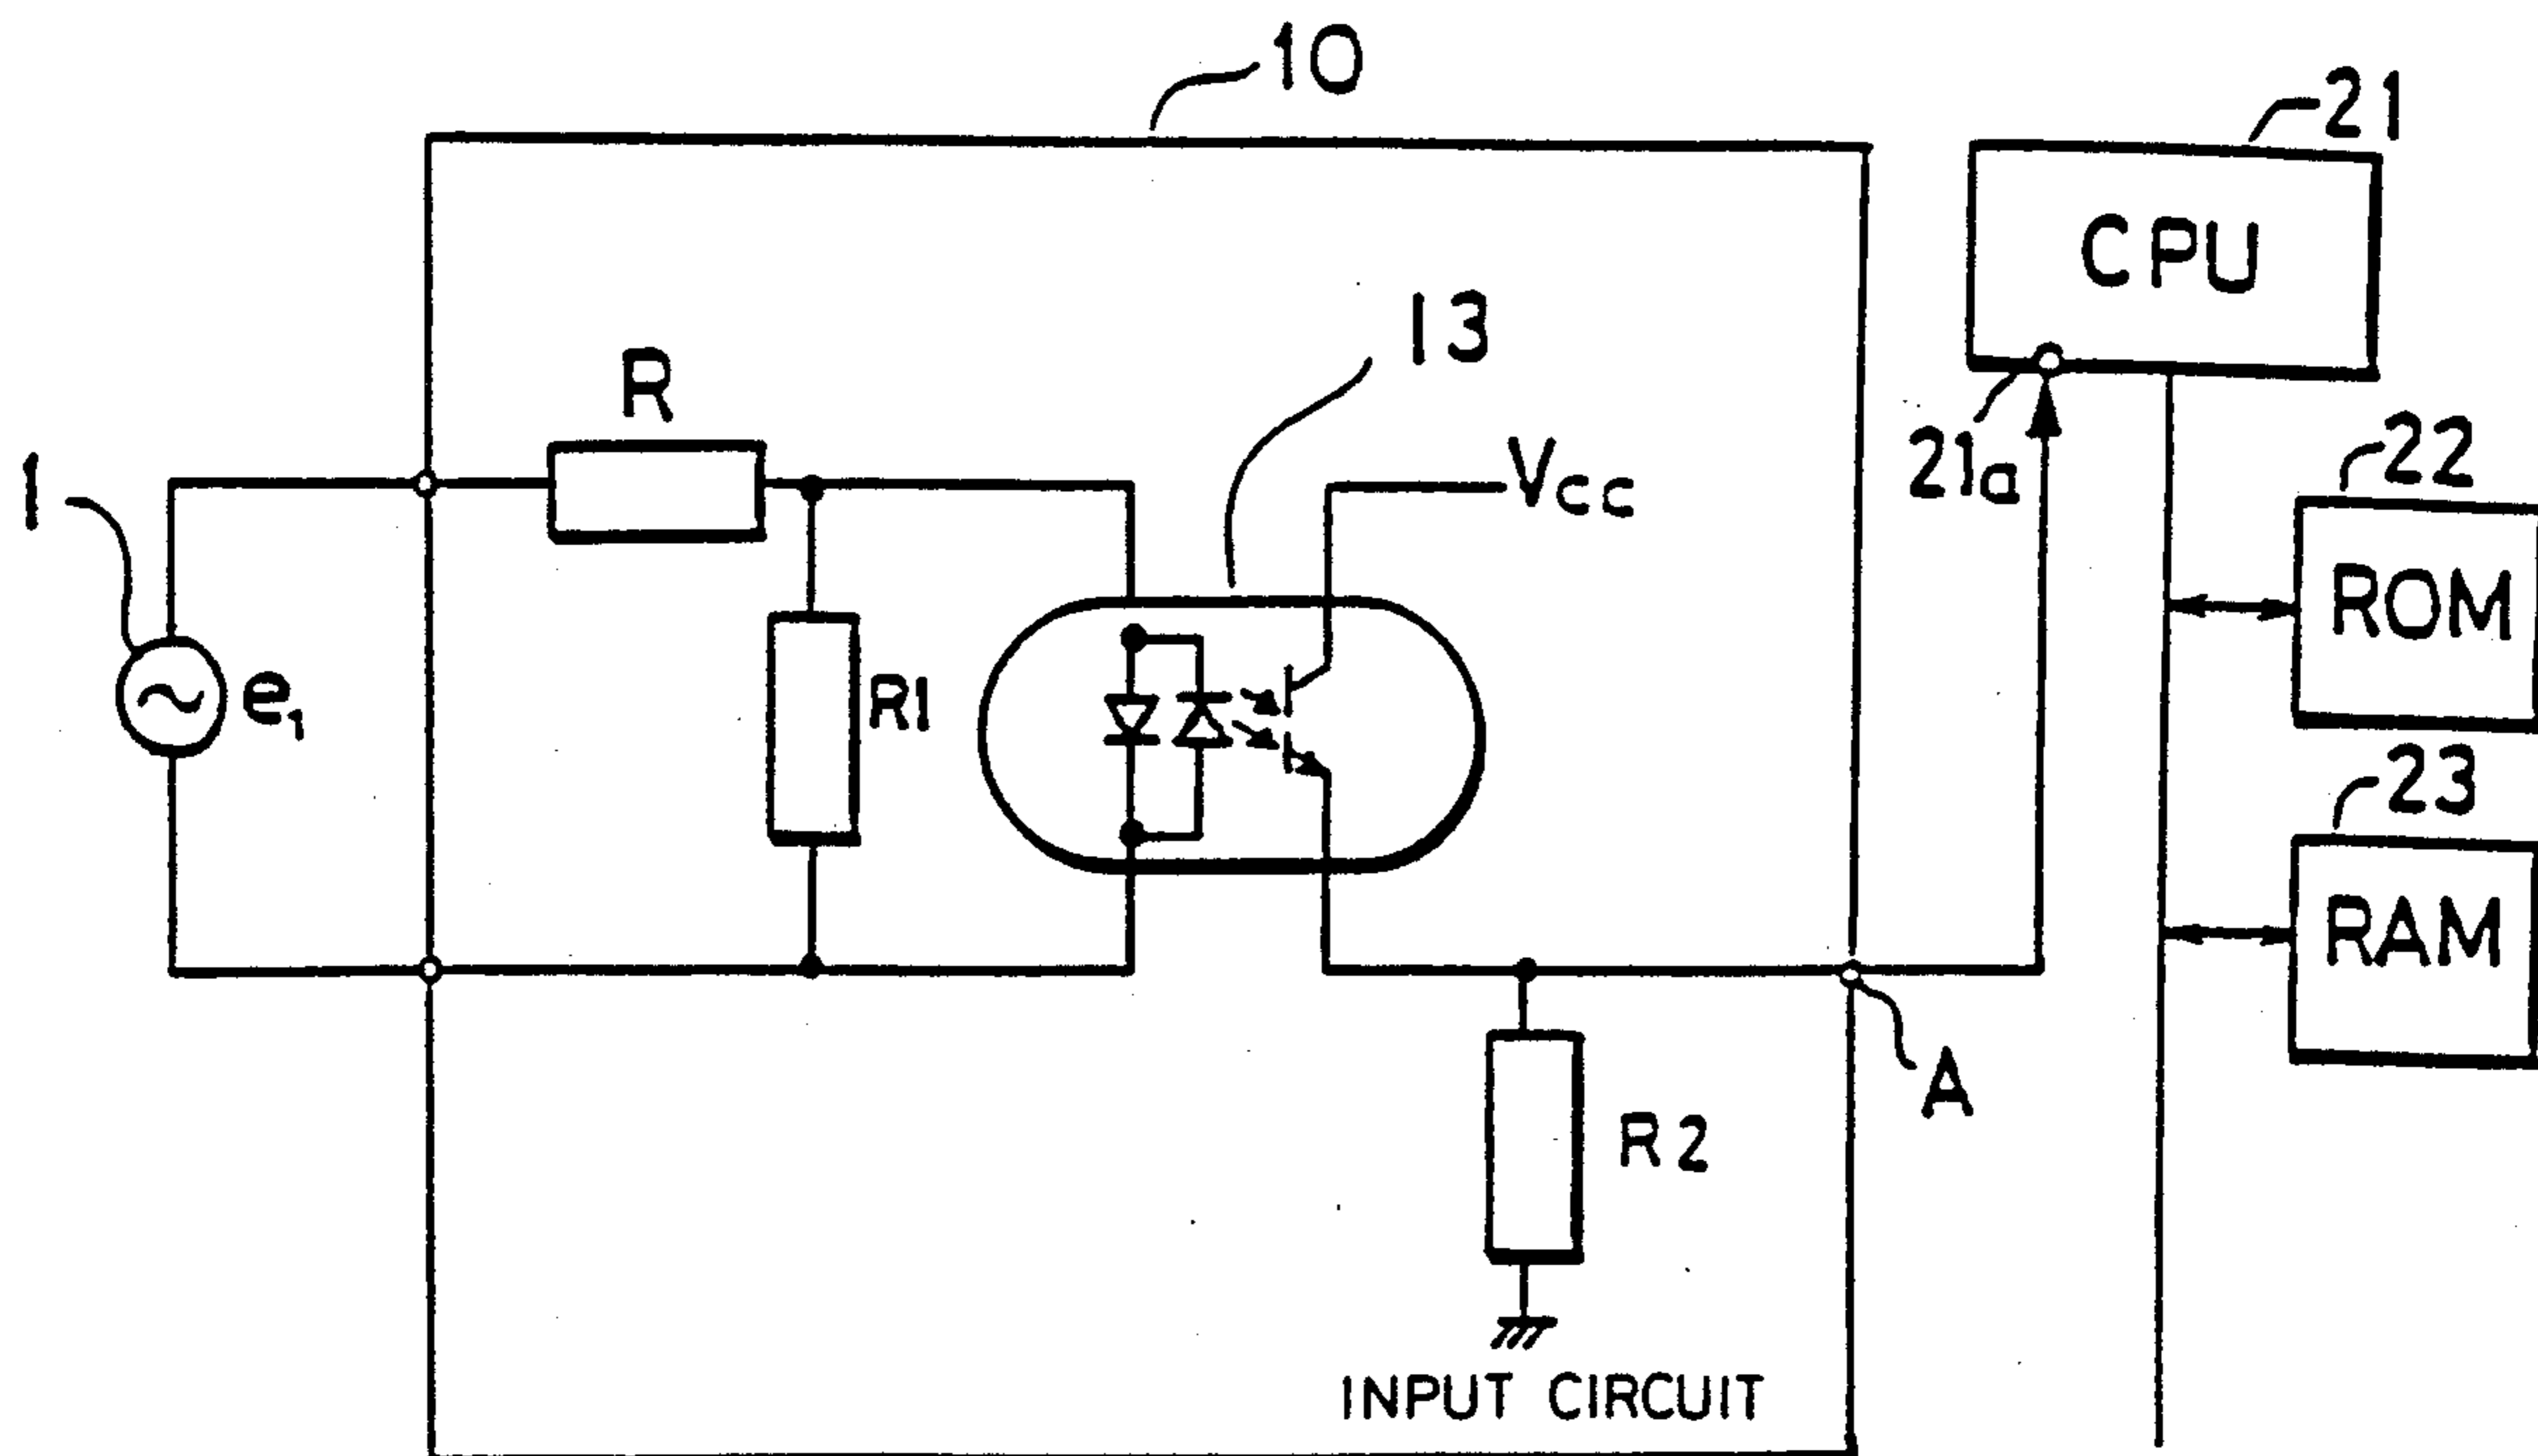 10
21
CPU
13
R
22
21a
Vcc
1
ROM
R1
e₁
23
RAM
A
R2
INPUT CIRCUIT